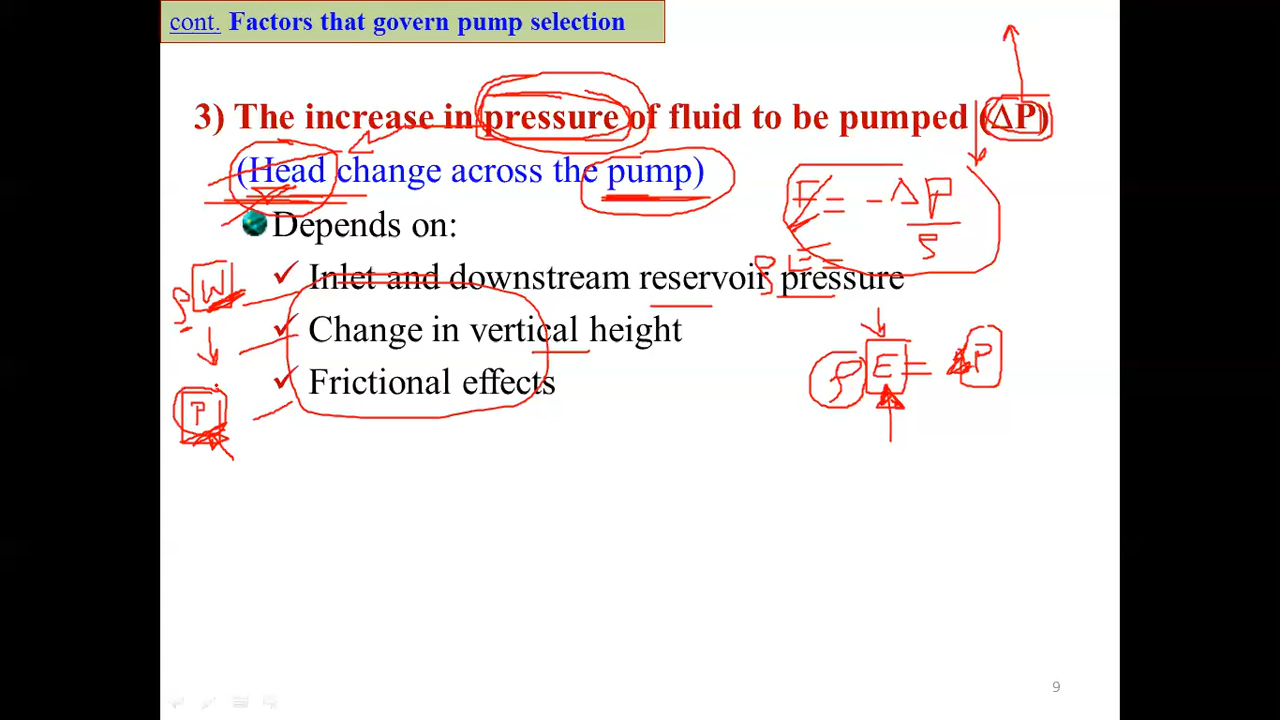 cont. Factors that govern pump selection
3) The increase in pressure of fluid to be pumped (ΔP)
(Head change across the pump)
Depends on:
F = - ΔP
ρ
Inlet and downstream reservoir pressure
ρ E =
W
ρ
Change in vertical height
ρ E = ΔP
Frictional effects
P
9